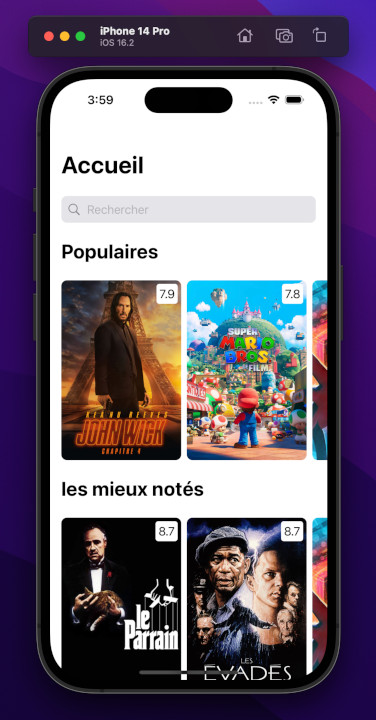 iPhone 14 Pro
iOS 16.2
3:59
Accueil
Rechercher
Populaires
7.9
7.8
KEANU REEVES
JOHN WICK
CHAPITRE 4
SUPER
MARIO
BROS
LE FILM
les mieux notés
8.7
8.7
le
Parrain
LES
ÉVADÉS